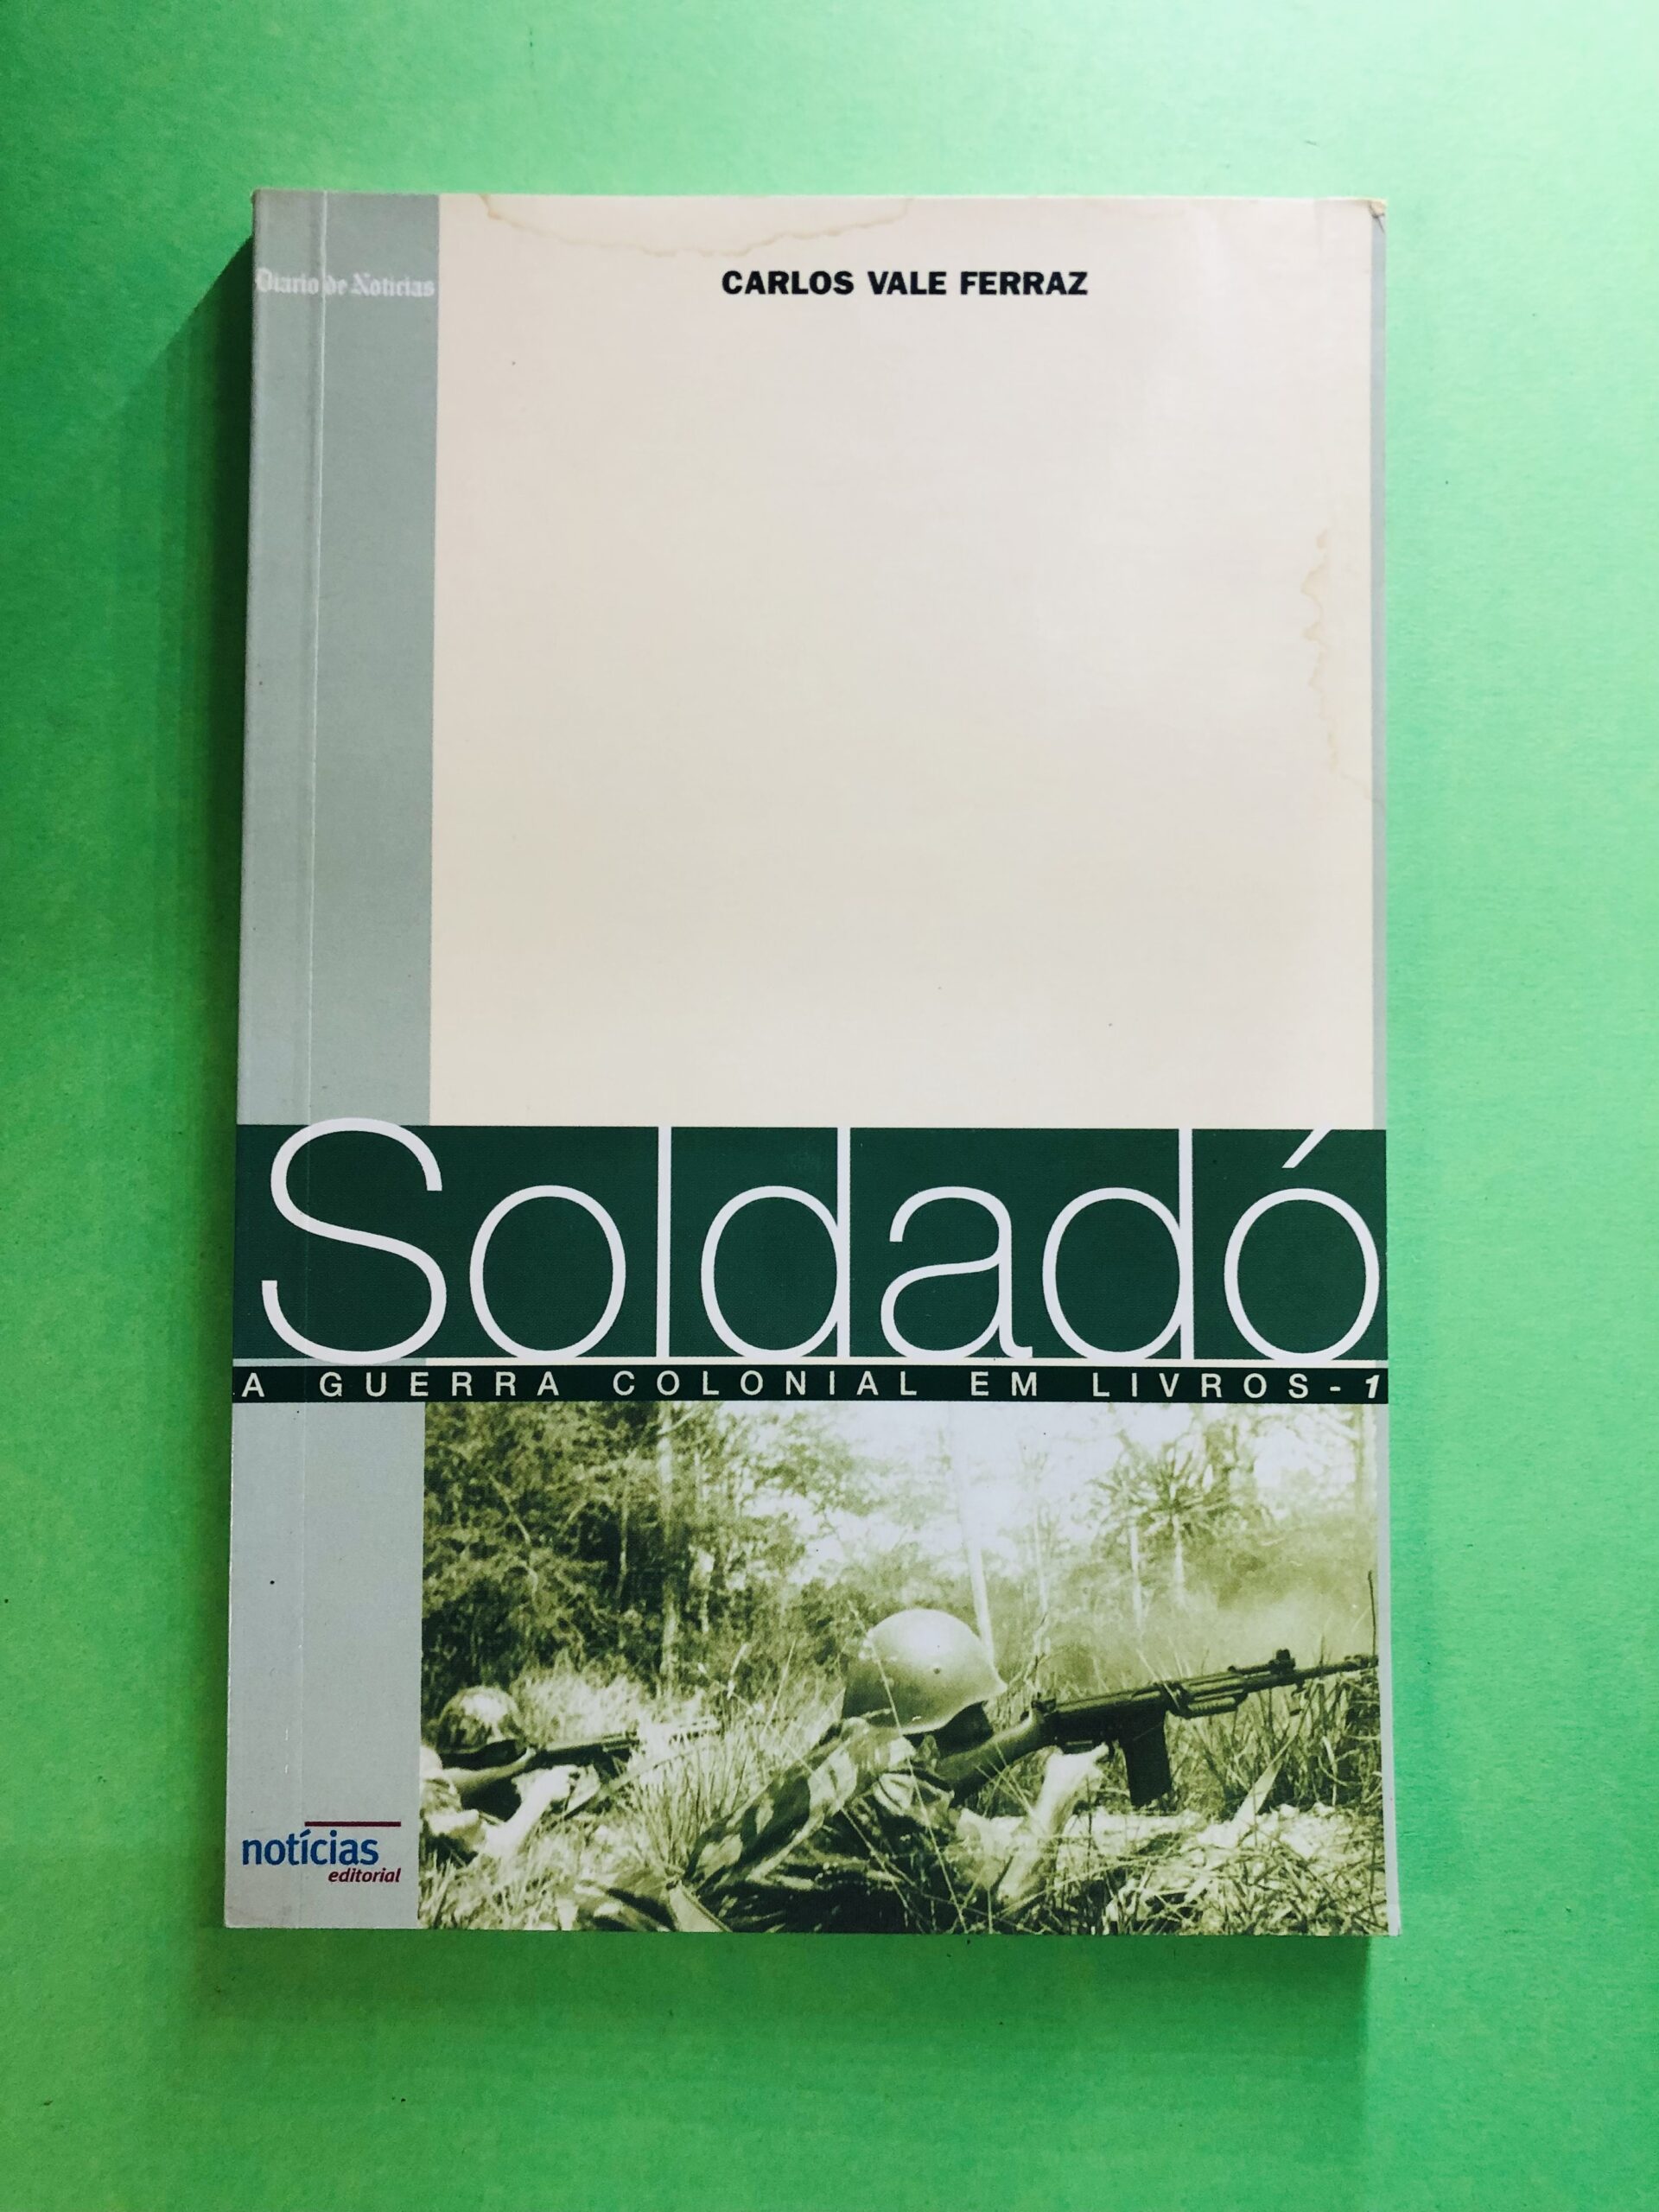 Diario de Noticias
CARLOS VALE FERRAZ
Soldadó
A GUERRA COLONIAL EM LIVROS - 1
notícias
editorial